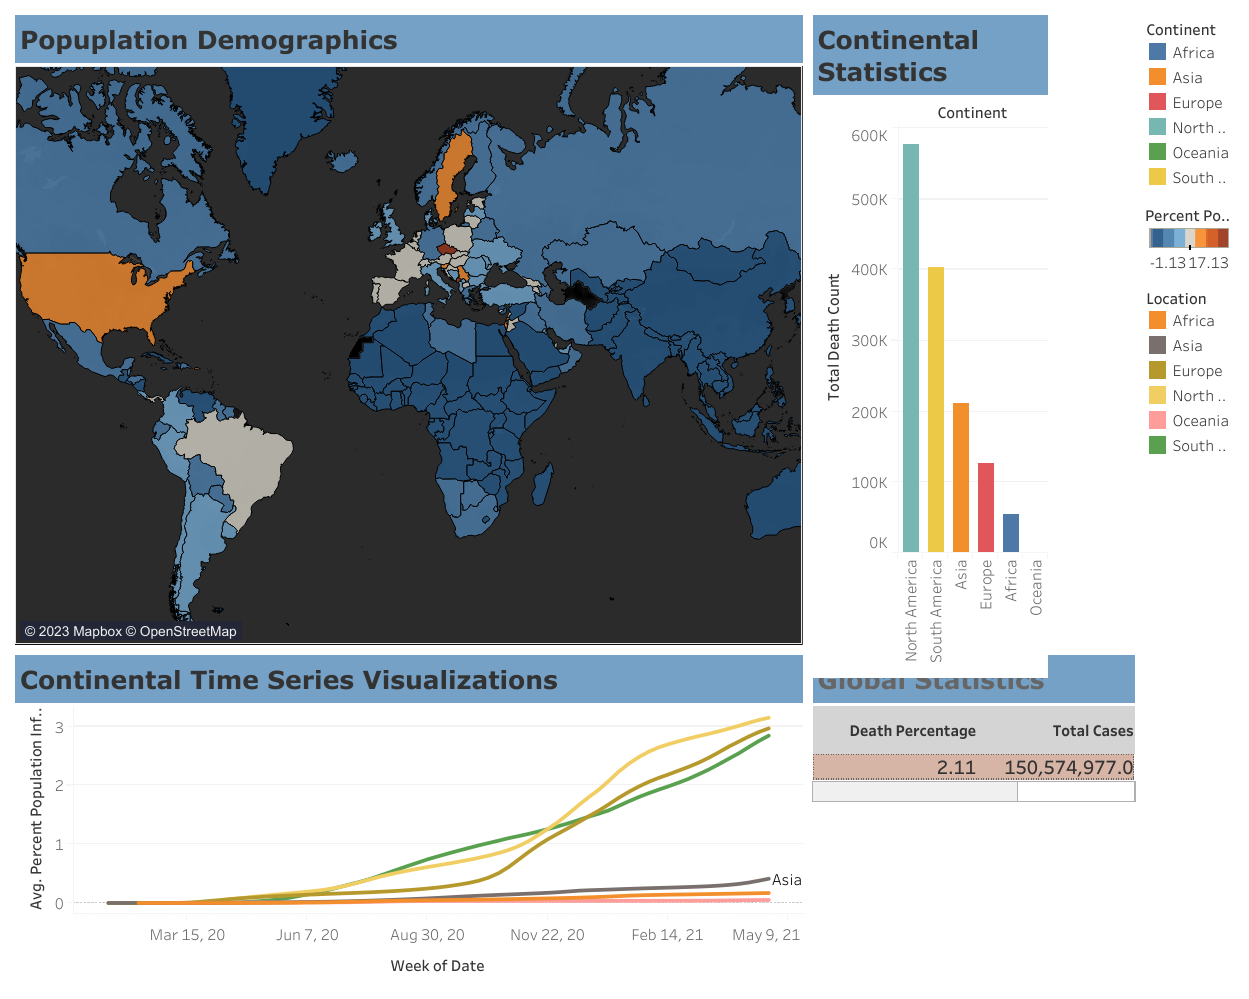 Popuplation Demographics
© 2023 Mapbox © OpenStreetMap
Continental
Statistics
Continent
Total Death Count
600K
500K
400K
300K
200K
100K
0K
North America
South America
Asia
Europe
Africa
Oceania
Continent
Africa
Asia
Europe
North ..
Oceania
South ..
Percent Po..
-1.13 17.13
Location
Africa
Asia
Europe
North ..
Oceania
South ..
Continental Time Series Visualizations
Avg. Percent Population Inf..
3
2
1
0
Asia
Mar 15, 20
Jun 7, 20
Aug 30, 20
Nov 22, 20
Feb 14, 21
May 9, 21
Week of Date
Global Statistics
Death Percentage Total Cases
2.11 150,574,977.0